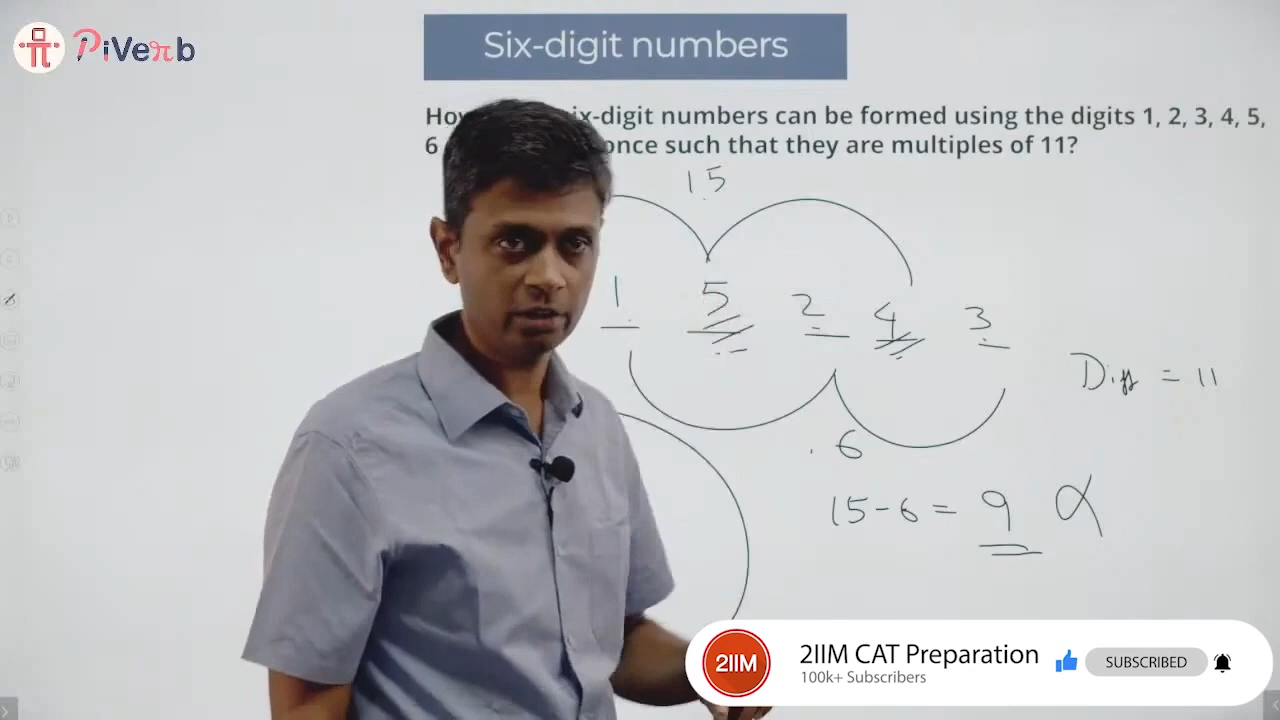 PiVerb
Six-digit numbers
six-digit numbers can be formed using the digits 1, 2, 3, 4, 5,
6 once such that they are multiples of 11?
15
1 5 2 4 3
Diff = 11
6
15-6 = 9
2IIM
2IIM CAT Preparation
100k+ Subscribers
SUBSCRIBED